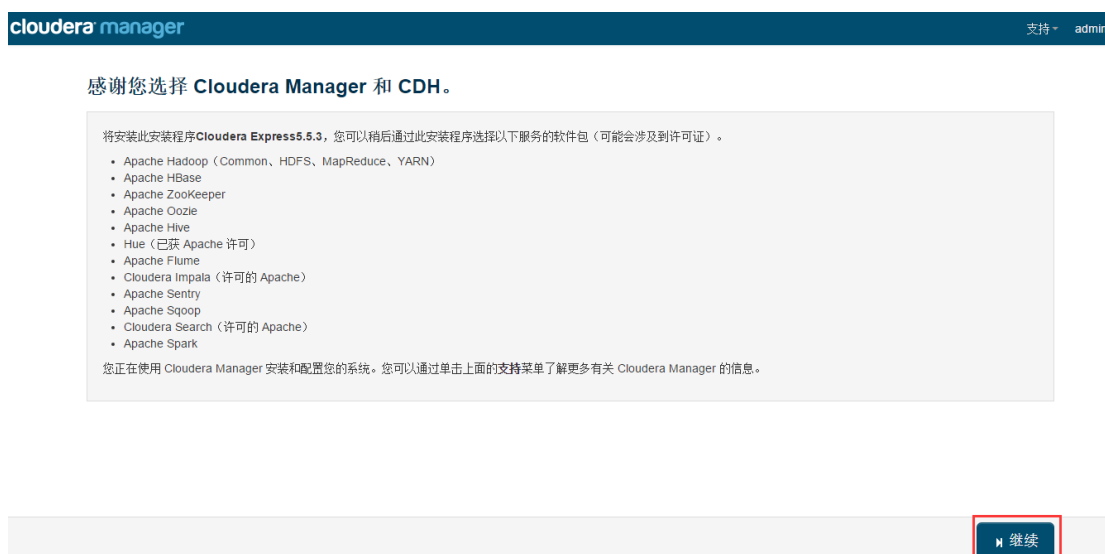 cloudera manager
支持 admin
感谢您选择 Cloudera Manager 和 CDH。
将安装此安装程序Cloudera Express5.5.3，您可以稍后通过此安装程序选择以下服务的软件包（可能会涉及到许可证）。
• Apache Hadoop（Common、HDFS、MapReduce、YARN）
• Apache HBase
• Apache ZooKeeper
• Apache Oozie
• Apache Hive
• Hue（已获 Apache 许可）
• Apache Flume
• Cloudera Impala（许可的 Apache）
• Apache Sentry
• Apache Sqoop
• Cloudera Search（许可的 Apache）
• Apache Spark
您正在使用 Cloudera Manager 安装和配置您的系统。您可以通过单击上面的支持菜单了解更多有关 Cloudera Manager 的信息。
继续